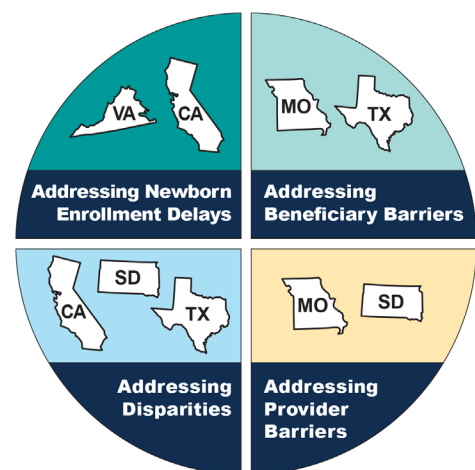 VA
CA
Addressing Newborn
Enrollment Delays
MO
TX
Addressing
Beneficiary Barriers
CA
SD
TX
Addressing
Disparities
MO
SD
Addressing
Provider
Barriers